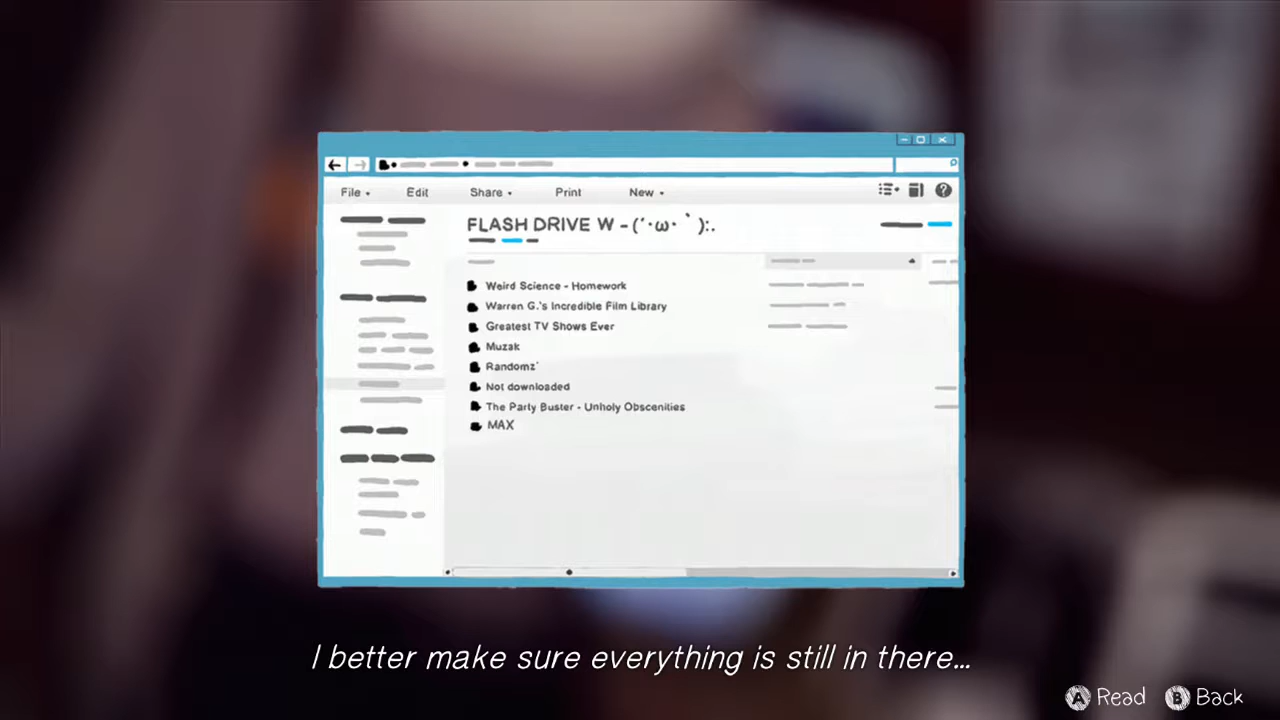 File Edit Share Print New
FLASH DRIVE W - (´･ω･｀):.
Weird Science - Homework
Warren G.'s Incredible Film Library
Greatest TV Shows Ever
Muzak
Randomz'
Not downloaded
The Party Buster - Unholy Obscenities
MAX
I better make sure everything is still in there...
A Read B Back